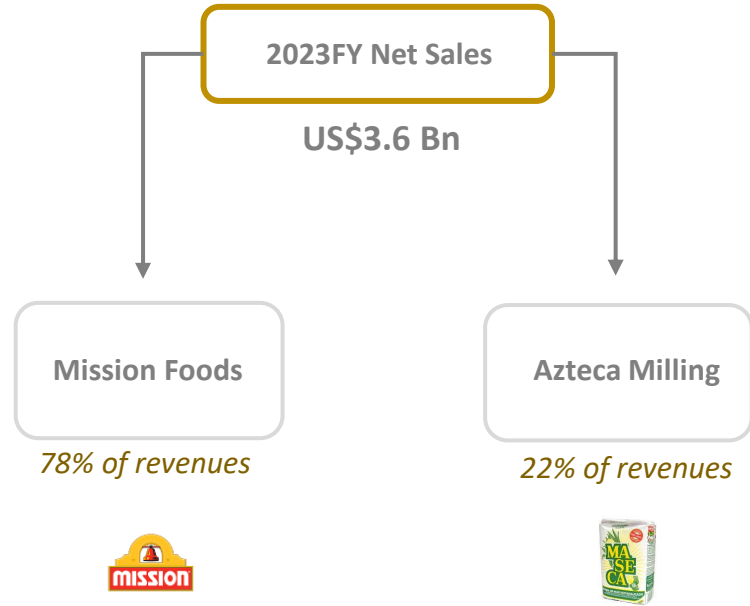 2023FY Net Sales
US$3.6 Bn
Mission Foods
Azteca Milling
78% of revenues
22% of revenues
MISSION
MA
SE
CA